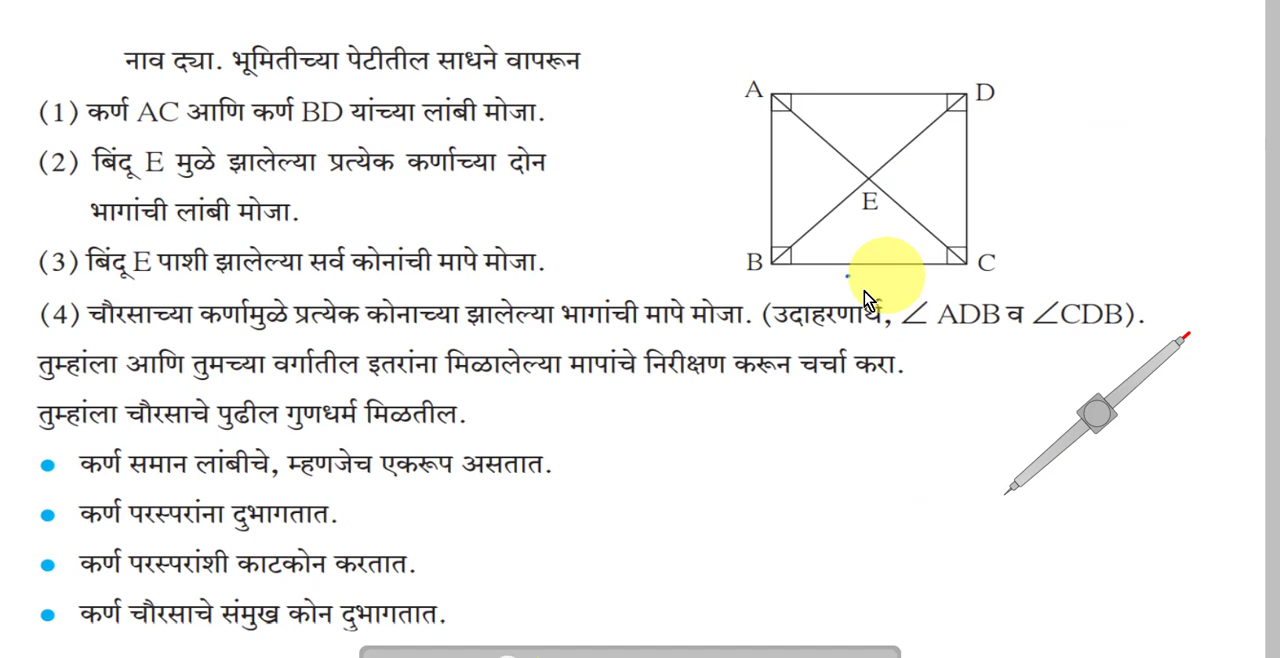 नाव द्या. भूमितीच्या पेटीतील साधने वापरून
(1) कर्ण AC आणि कर्ण BD यांच्या लांबी मोजा.
(2) बिंदू E मुळे झालेल्या प्रत्येक कर्णाच्या दोन
भागांची लांबी मोजा.
(3) बिंदू E पाशी झालेल्या सर्व कोनांची मापे मोजा.
A
D
E
B
C
(4) चौरसाच्या कर्णामुळे प्रत्येक कोनाच्या झालेल्या भागांची मापे मोजा. (उदाहरणार्थ, ∠ ADB व ∠CDB).
तुम्हांला आणि तुमच्या वर्गातील इतरांना मिळालेल्या मापांचे निरीक्षण करून चर्चा करा.
तुम्हांला चौरसाचे पुढील गुणधर्म मिळतील.
• कर्ण समान लांबीचे, म्हणजेच एकरूप असतात.
• कर्ण परस्परांना दुभागतात.
• कर्ण परस्परांशी काटकोन करतात.
• कर्ण चौरसाचे संमुख कोन दुभागतात.